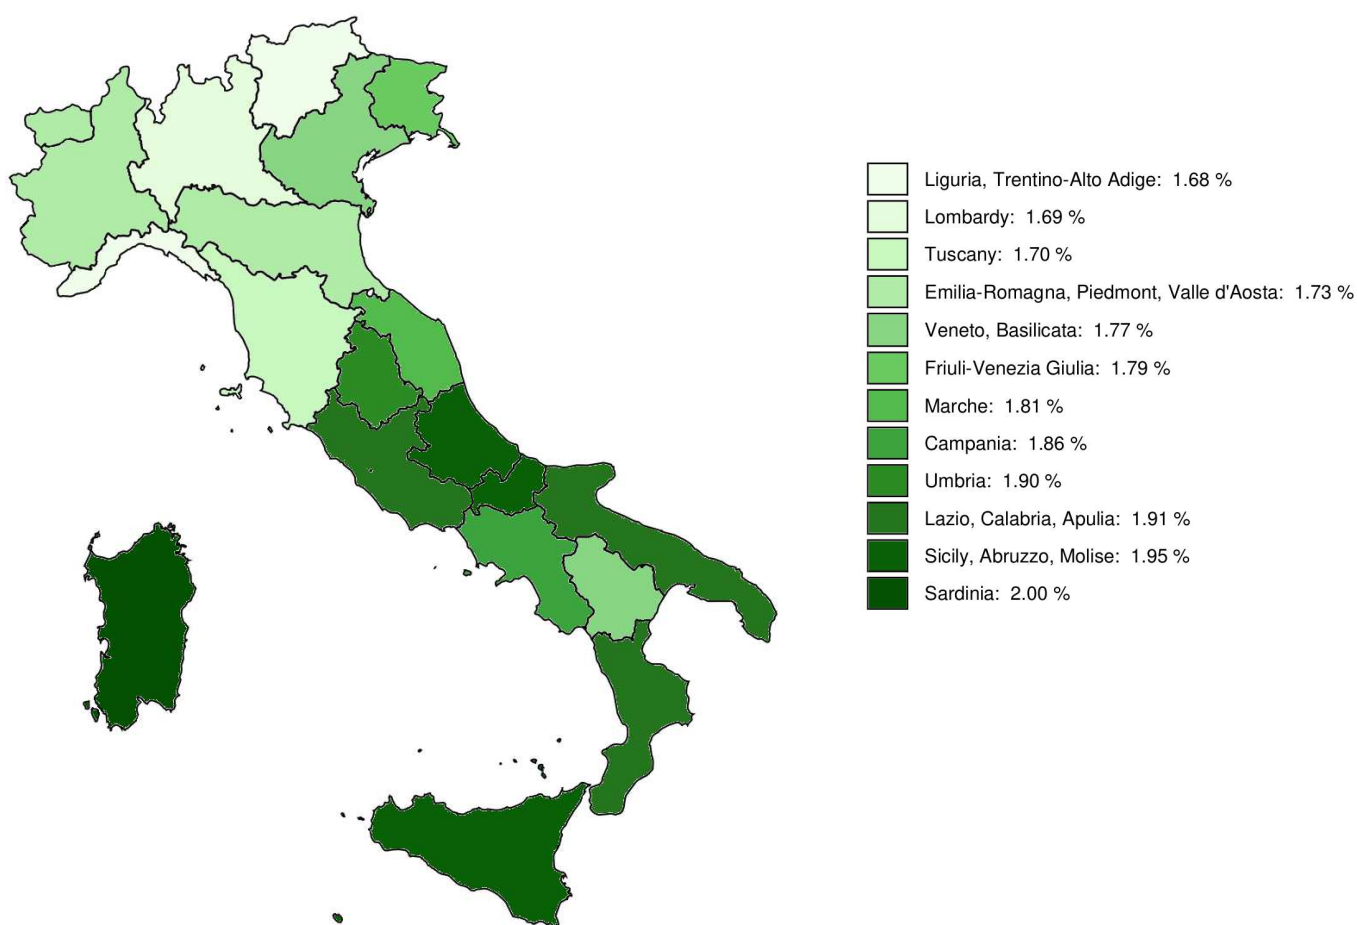 Liguria, Trentino-Alto Adige: 1.68 %
Lombardy: 1.69 %
Tuscany: 1.70 %
Emilia-Romagna, Piedmont, Valle d'Aosta: 1.73 %
Veneto, Basilicata: 1.77 %
Friuli-Venezia Giulia: 1.79 %
Marche: 1.81 %
Campania: 1.86 %
Umbria: 1.90 %
Lazio, Calabria, Apulia: 1.91 %
Sicily, Abruzzo, Molise: 1.95 %
Sardinia: 2.00 %